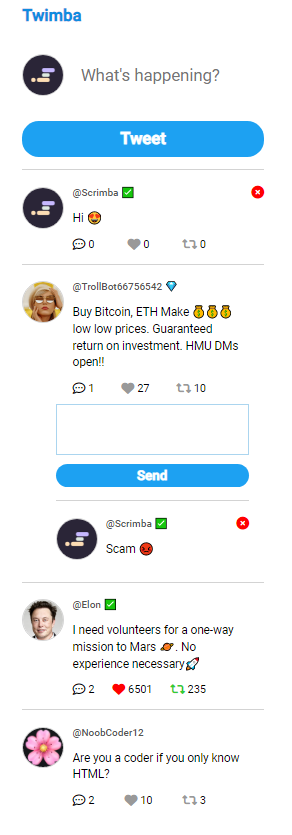 Twimba
What's happening?
Tweet
@Scrimba ✅
Hi 😍
0 0 0
@TrollBot66756542 💎
Buy Bitcoin, ETH Make 💰💰💰
low low prices. Guaranteed
return on investment. HMU DMs
open!!
1 27 10
Send
@Scrimba ✅
Scam 😡
@Elon ✅
I need volunteers for a one-way
mission to Mars 🪐. No
experience necessary🚀
2 6501 235
@NoobCoder12
Are you a coder if you only know
HTML?
2 10 3